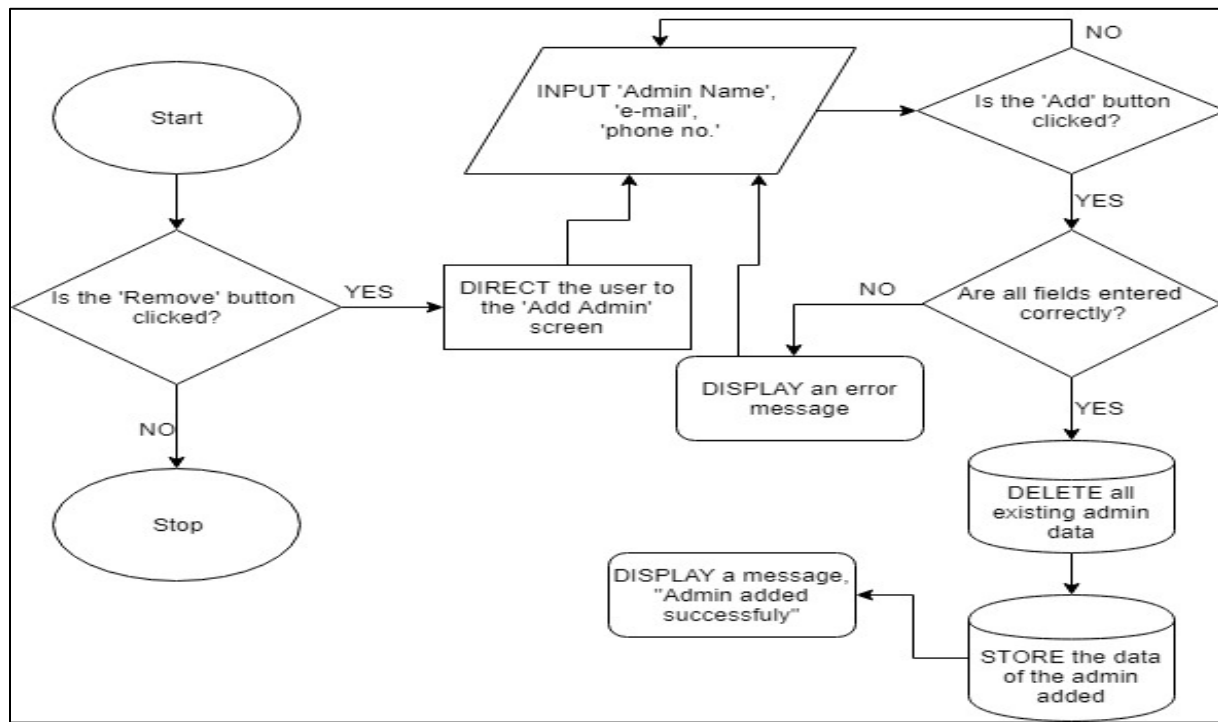 Start
Is the 'Remove' button
clicked?
YES
NO
Stop
DIRECT the user to
the 'Add Admin'
screen
INPUT 'Admin Name',
'e-mail',
'phone no.'
Is the 'Add' button
clicked?
NO
YES
Are all fields entered
correctly?
NO
DISPLAY an error
message
YES
DELETE all
existing admin
data
STORE the data
of the admin
added
DISPLAY a message,
"Admin added
successfuly"